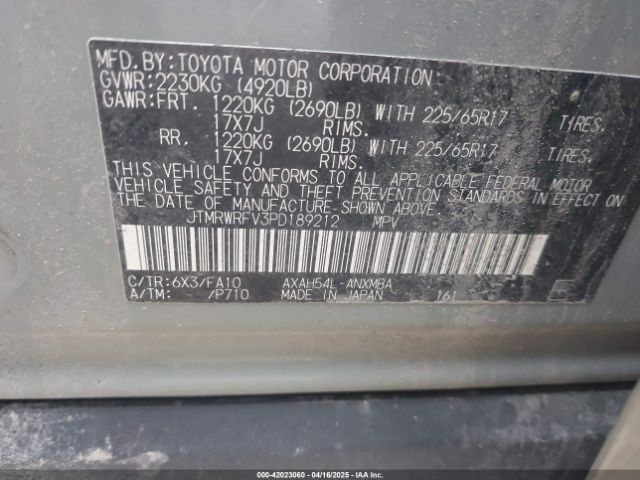 MFD.BY:TOYOTA MOTOR CORPORATION
GVWR:2230KG (4920LB)
GAWR:FRT. 1220KG (2690LB) WITH 225/65R17 TIRES.
17X7J RIMS.
RR. 1220KG (2690LB) WITH 225/65R17 TIRES.
17X7J RIMS.
THIS VEHICLE CONFORMS TO ALL APPLICABLE FEDERAL MOTOR
VEHICLE SAFETY AND THEFT PREVENTION STANDARDS IN EFFECT ON
THE DATE OF MANUFACTURE SHOWN ABOVE.
JTMRWRFV3PD189212 MPV
C/TR:6X3/FA10 AXAH54L-ANXMBA
A/TM: /P710 MADE IN JAPAN 161
000-42023060 - 04/16/2025 - IAAI.COM